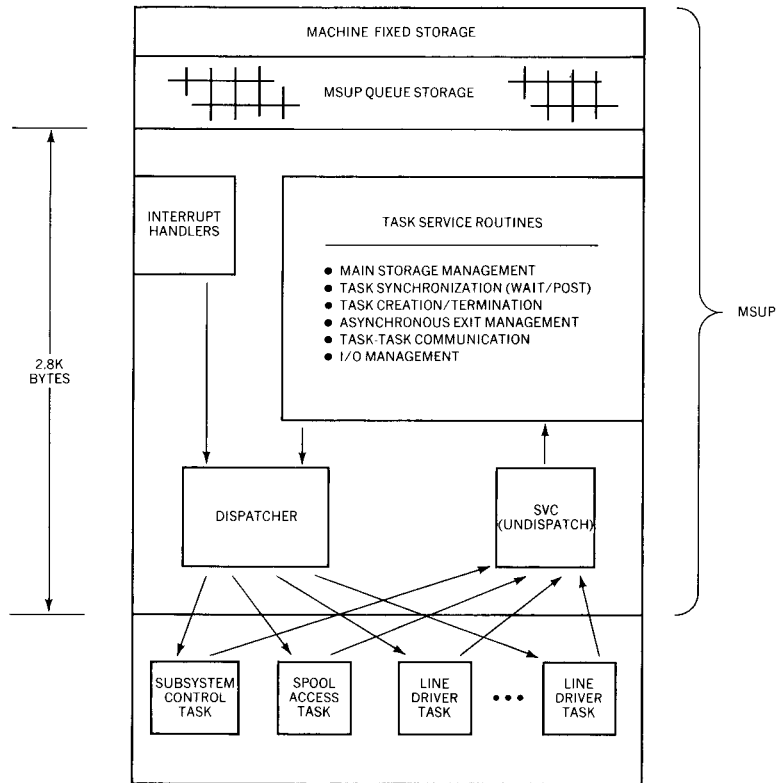 MACHINE FIXED STORAGE
MSUP QUEUE STORAGE
INTERRUPT
HANDLERS
TASK SERVICE ROUTINES
● MAIN STORAGE MANAGEMENT
● TASK SYNCHRONIZATION (WAIT/POST)
● TASK CREATION/TERMINATION
● ASYNCHRONOUS EXIT MANAGEMENT
● TASK-TASK COMMUNICATION
● I/O MANAGEMENT
MSUP
2.8K
BYTES
DISPATCHER
SVC
(UNDISPATCH)
SUBSYSTEM
CONTROL
TASK
SPOOL
ACCESS
TASK
LINE
DRIVER
TASK
●●●
LINE
DRIVER
TASK